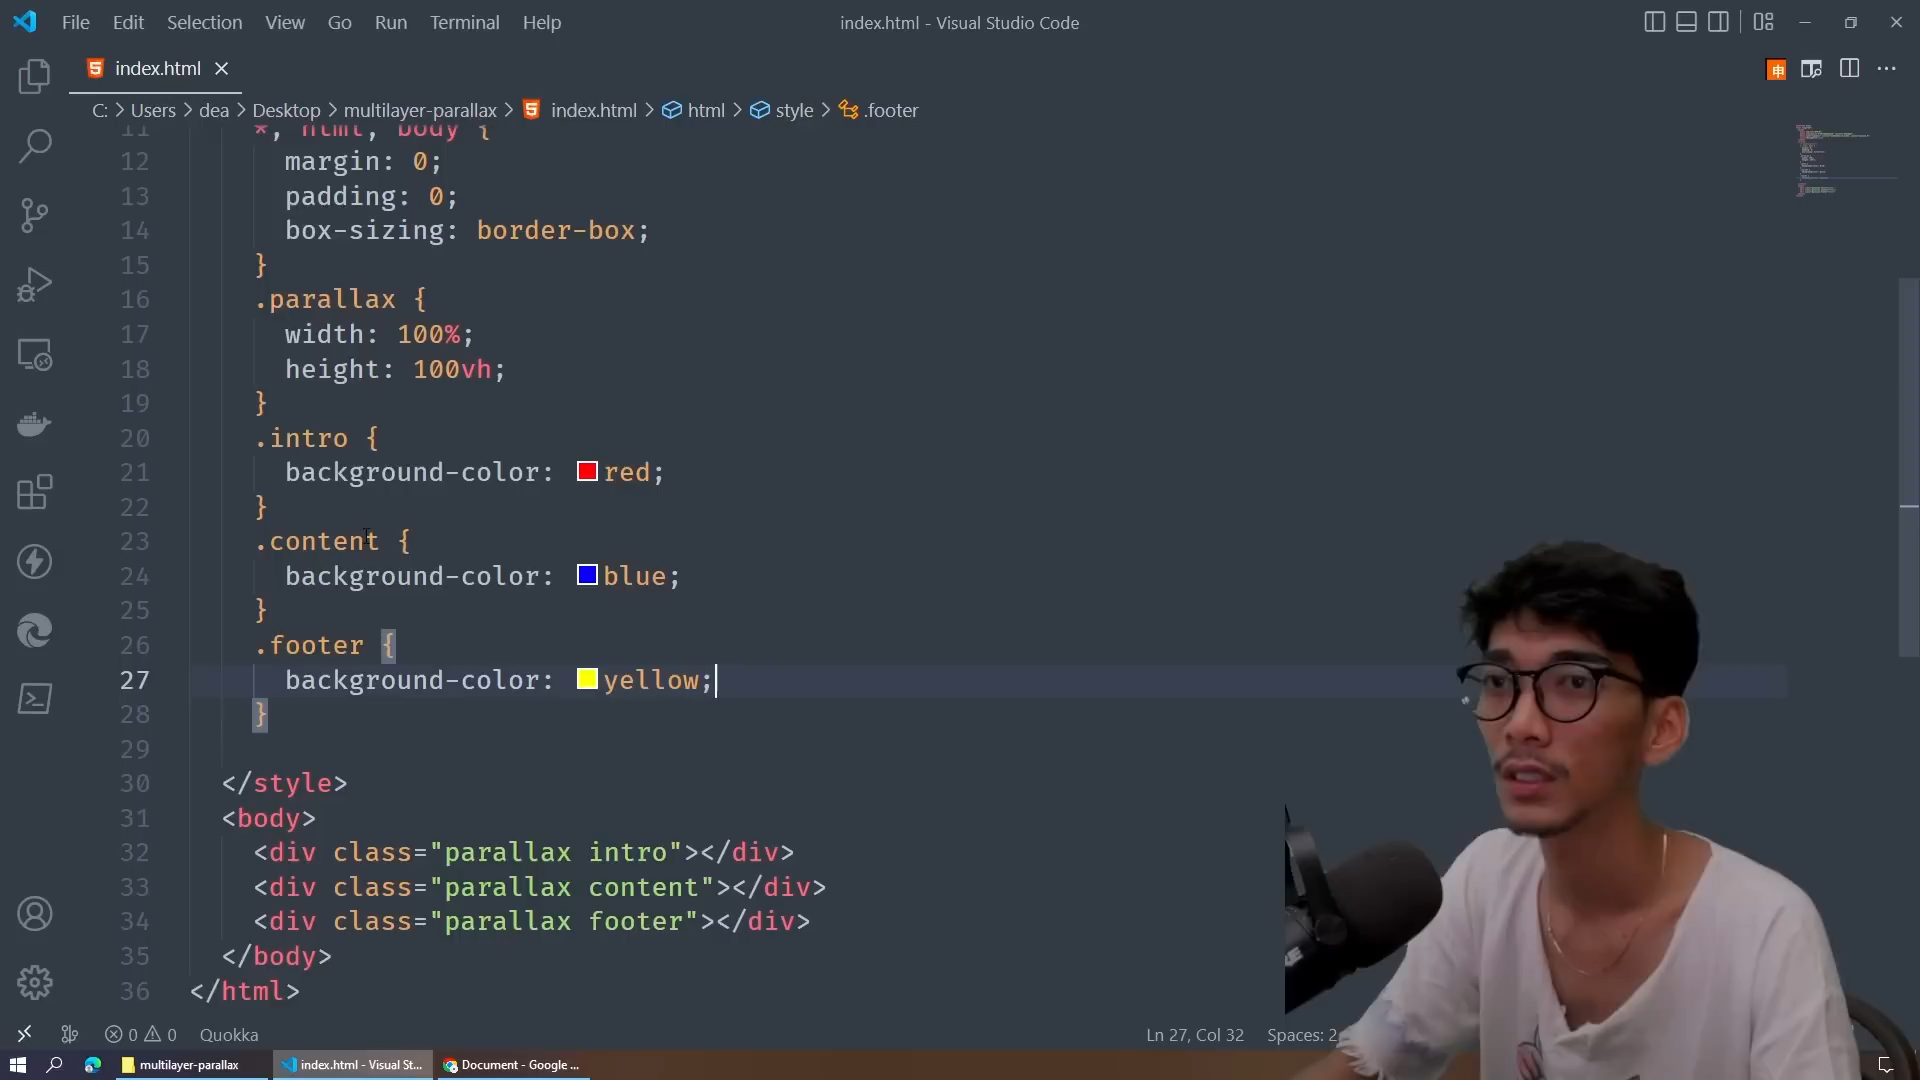 File Edit Selection View Go Run Terminal Help
index.html - Visual Studio Code
index.html
C: > Users > dea > Desktop > multilayer-parallax > index.html > html > style > .footer
11 *, html, body {
12 margin: 0;
13 padding: 0;
14 box-sizing: border-box;
15 }
16 .parallax {
17 width: 100%;
18 height: 100vh;
19 }
20 .intro {
21 background-color: red;
22 }
23 .content {
24 background-color: blue;
25 }
26 .footer {
27 background-color: yellow;
28 }
29
30 </style>
31 <body>
32 <div class="parallax intro"></div>
33 <div class="parallax content"></div>
34 <div class="parallax footer"></div>
35 </body>
36 </html>
0 0 Quokka
Ln 27, Col 32 Spaces: 2
multilayer-parallax
index.html - Visual St...
Document - Google ...